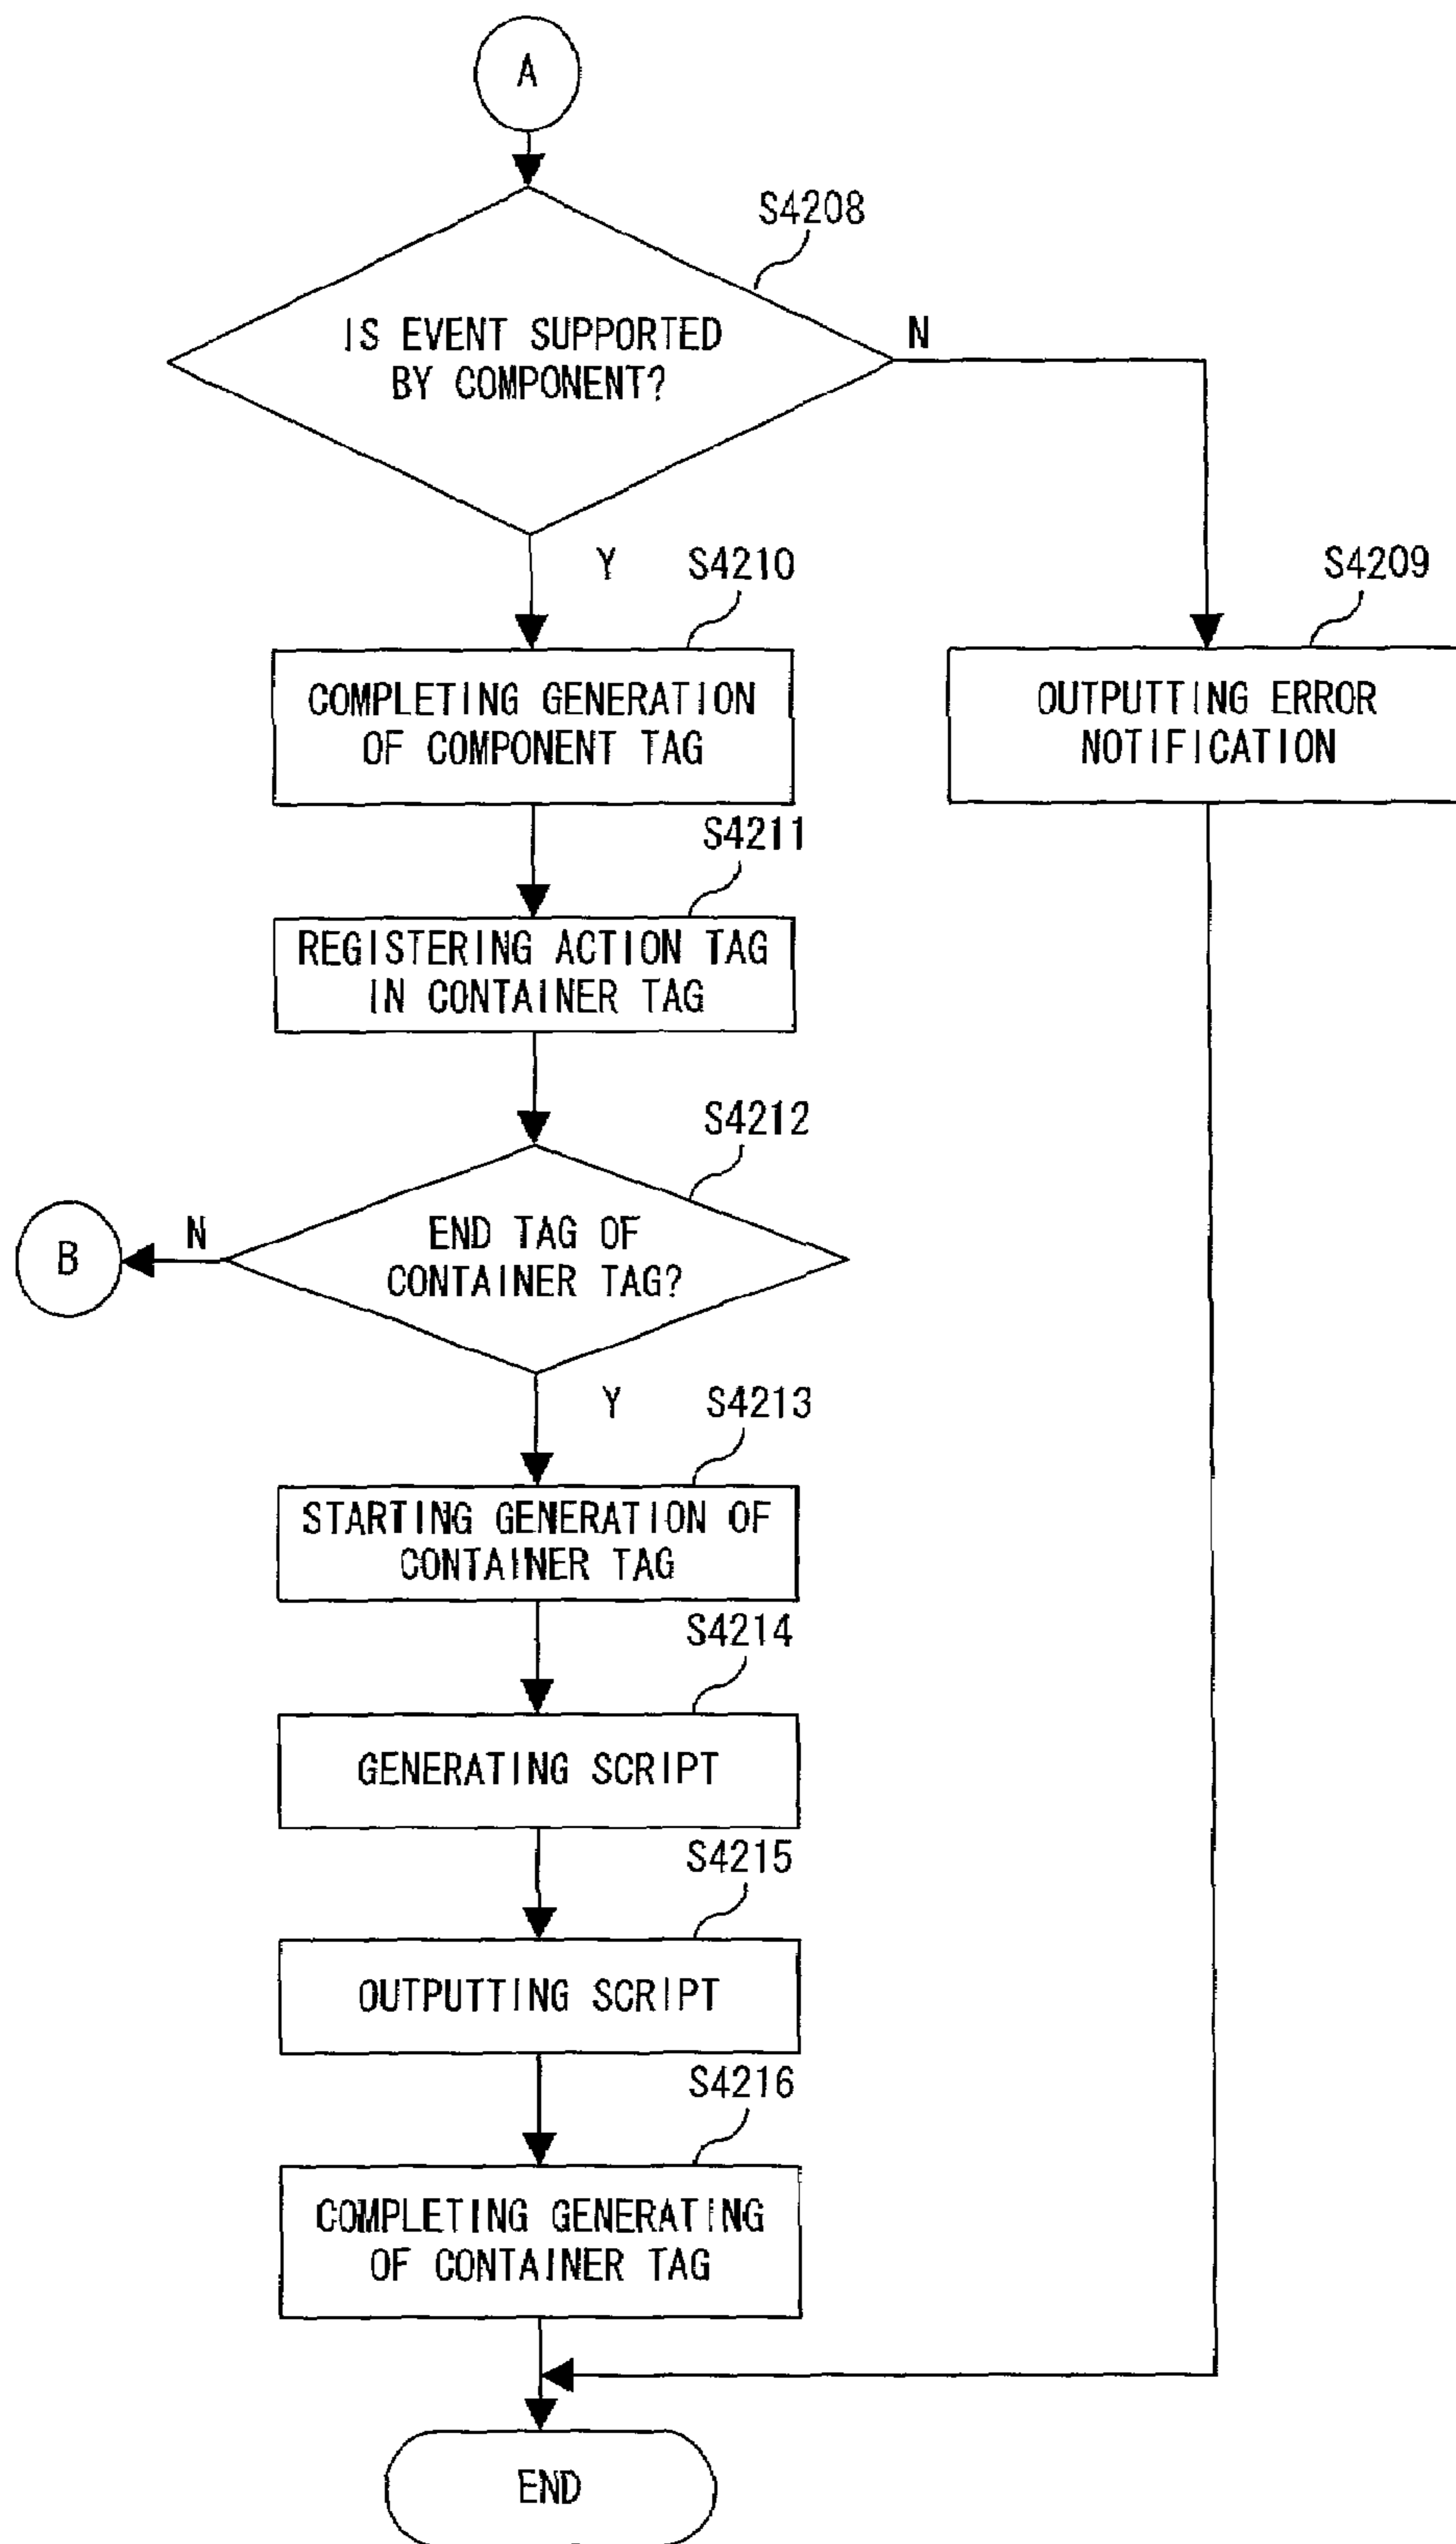 A
S4208
IS EVENT SUPPORTED
BY COMPONENT?
N
Y
S4210
S4209
COMPLETING GENERATION
OF COMPONENT TAG
OUTPUTTING ERROR
NOTIFICATION
S4211
REGISTERING ACTION TAG
IN CONTAINER TAG
S4212
B
N
END TAG OF
CONTAINER TAG?
Y
S4213
STARTING GENERATION OF
CONTAINER TAG
S4214
GENERATING SCRIPT
S4215
OUTPUTTING SCRIPT
S4216
COMPLETING GENERATING
OF CONTAINER TAG
END